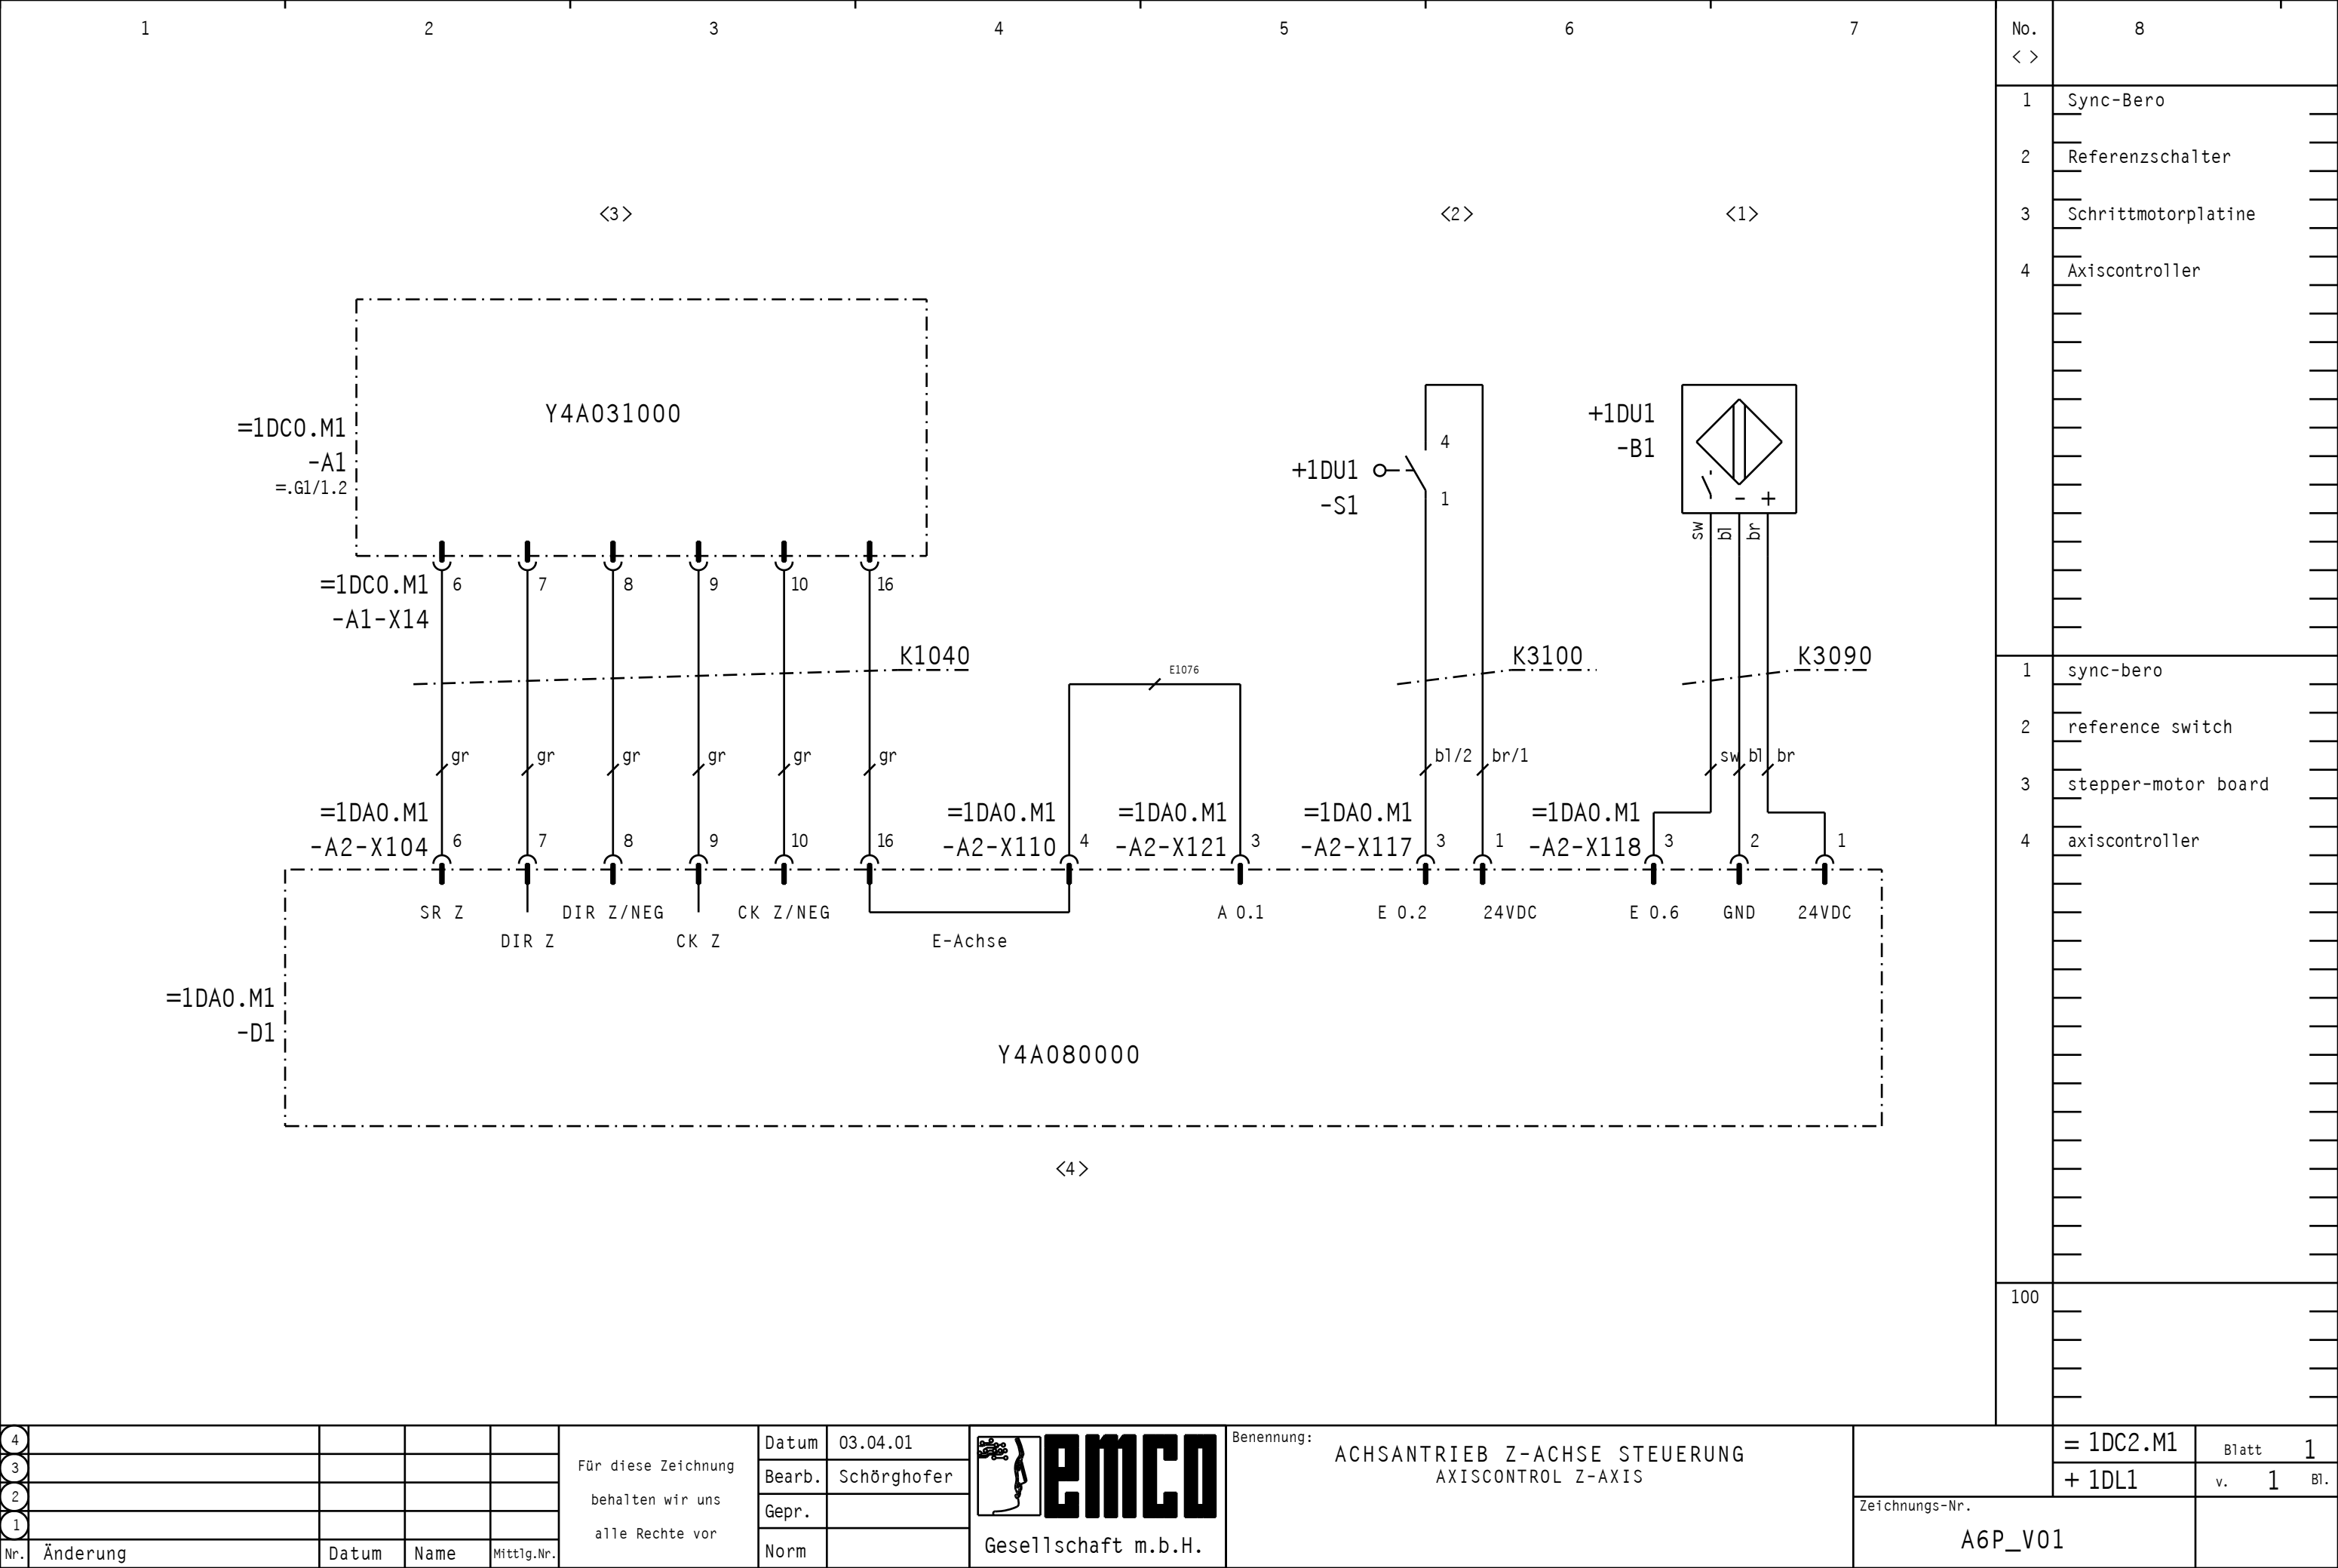 1 2 3 4 5 6 7 No. 8
< >
1 Sync-Bero
2 Referenzschalter
3 Schrittmotorplatine
4 Axiscontroller
<3> <2> <1>
Y4A031000
=1DC0.M1
-A1
=.G1/1.2
+1DU1
-S1
4
1
+1DU1
-B1
- +
sw bl br
=1DC0.M1
-A1-X14
6 7 8 9 10 16
K1040
E1076
K3100
K3090
gr gr gr gr gr gr
bl/2 br/1
sw bl br
=1DA0.M1
-A2-X104
6 7 8 9 10 16
=1DA0.M1
-A2-X110
4
=1DA0.M1
-A2-X121
3
=1DA0.M1
-A2-X117
3 1
=1DA0.M1
-A2-X118
3 2 1
SR Z DIR Z/NEG CK Z/NEG A 0.1 E 0.2 24VDC E 0.6 GND 24VDC
DIR Z CK Z E-Achse
=1DA0.M1
-D1
Y4A080000
<4>
1 sync-bero
2 reference switch
3 stepper-motor board
4 axiscontroller
100
4
3
2
1
Nr. Änderung Datum Name Mittlg.Nr.
Für diese Zeichnung
behalten wir uns
alle Rechte vor
Datum 03.04.01
Bearb. Schörghofer
Gepr.
Norm
emco
Gesellschaft m.b.H.
Benennung:
ACHSANTRIEB Z-ACHSE STEUERUNG
AXISCONTROL Z-AXIS
= 1DC2.M1
+ 1DL1
Blatt 1
v. 1 Bl.
Zeichnungs-Nr.
A6P_V01